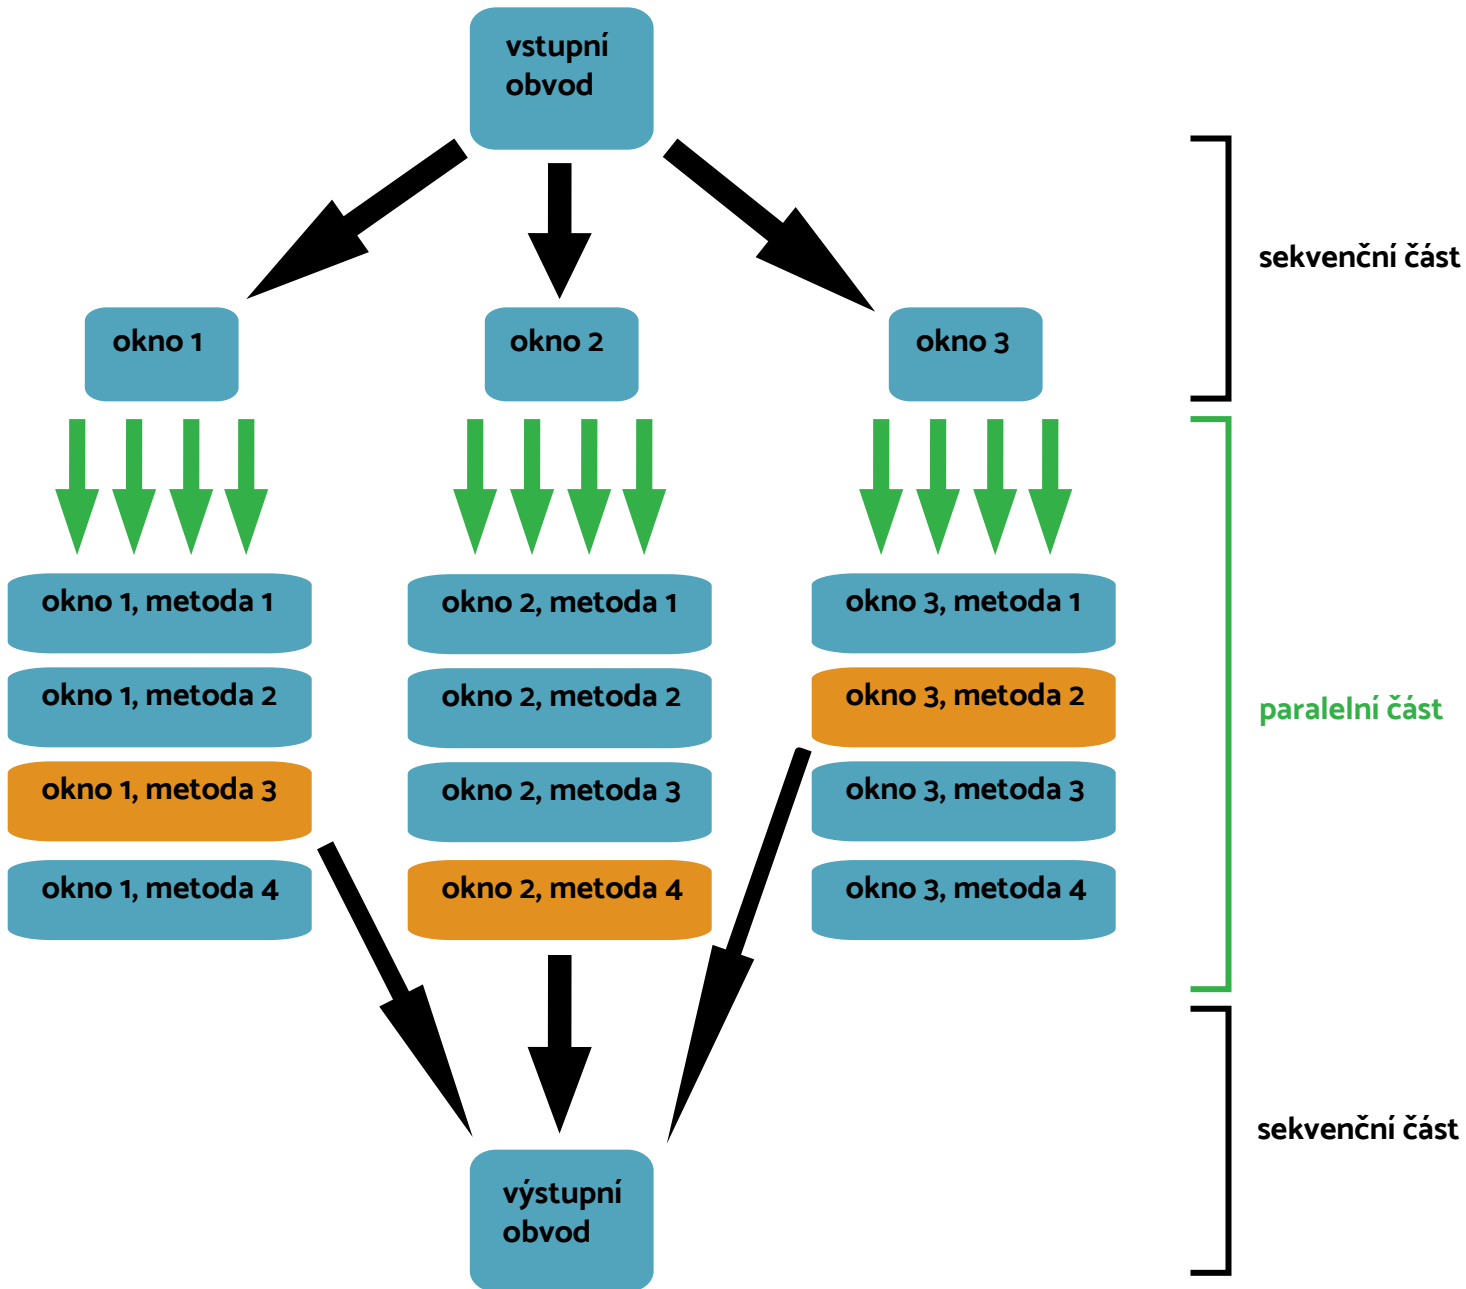 vstupní
obvod
sekvenční část
okno 1
okno 2
okno 3
okno 1, metoda 1
okno 2, metoda 1
okno 3, metoda 1
okno 1, metoda 2
okno 2, metoda 2
okno 3, metoda 2
paralelní část
okno 1, metoda 3
okno 2, metoda 3
okno 3, metoda 3
okno 1, metoda 4
okno 2, metoda 4
okno 3, metoda 4
sekvenční část
výstupní
obvod